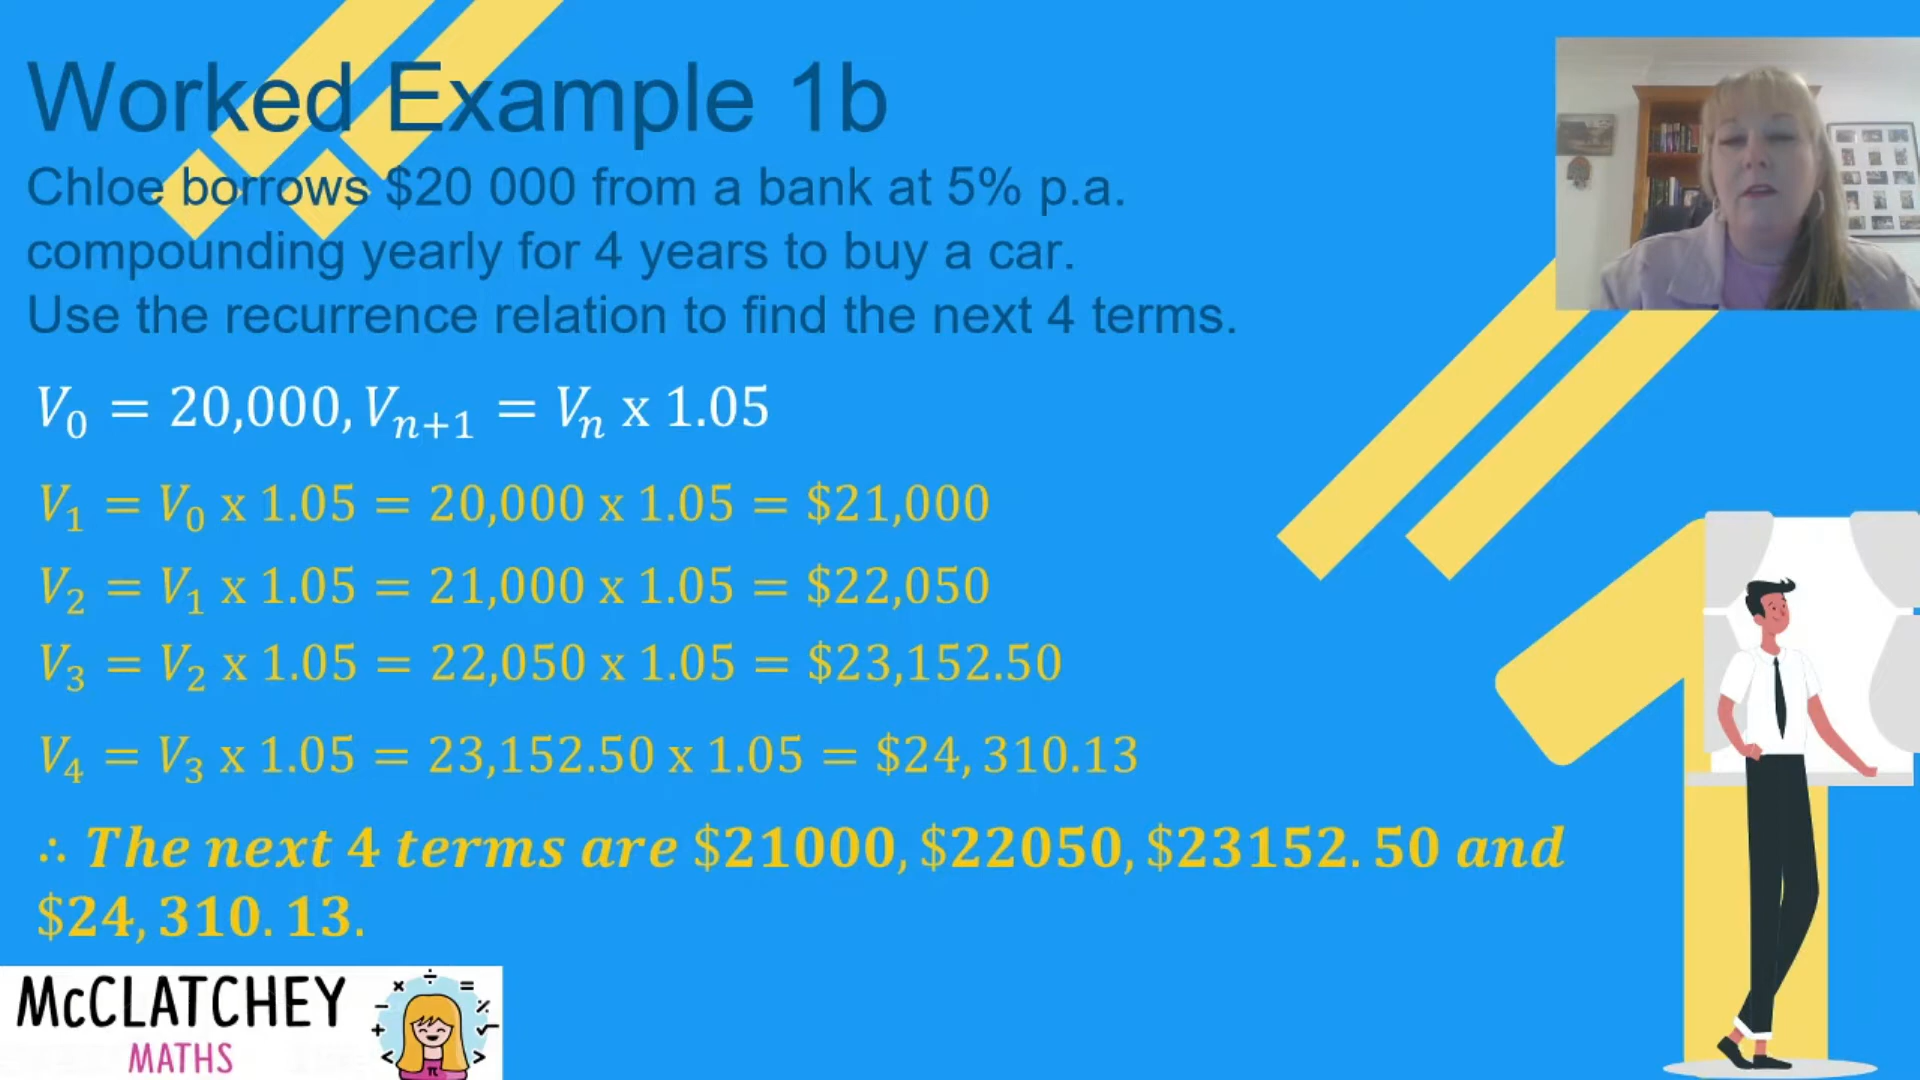 Worked Example 1b
Chloe borrows $20 000 from a bank at 5% p.a.
compounding yearly for 4 years to buy a car.
Use the recurrence relation to find the next 4 terms.
V₀ = 20,000, Vₙ₊₁ = Vₙ x 1.05
V₁ = V₀ x 1.05 = 20,000 x 1.05 = $21,000
V₂ = V₁ x 1.05 = 21,000 x 1.05 = $22,050
V₃ = V₂ x 1.05 = 22,050 x 1.05 = $23,152.50
V₄ = V₃ x 1.05 = 23,152.50 x 1.05 = $24,310.13
∴ The next 4 terms are $21000, $22050, $23152.50 and
$24,310.13.
McCLATCHEY
MATHS